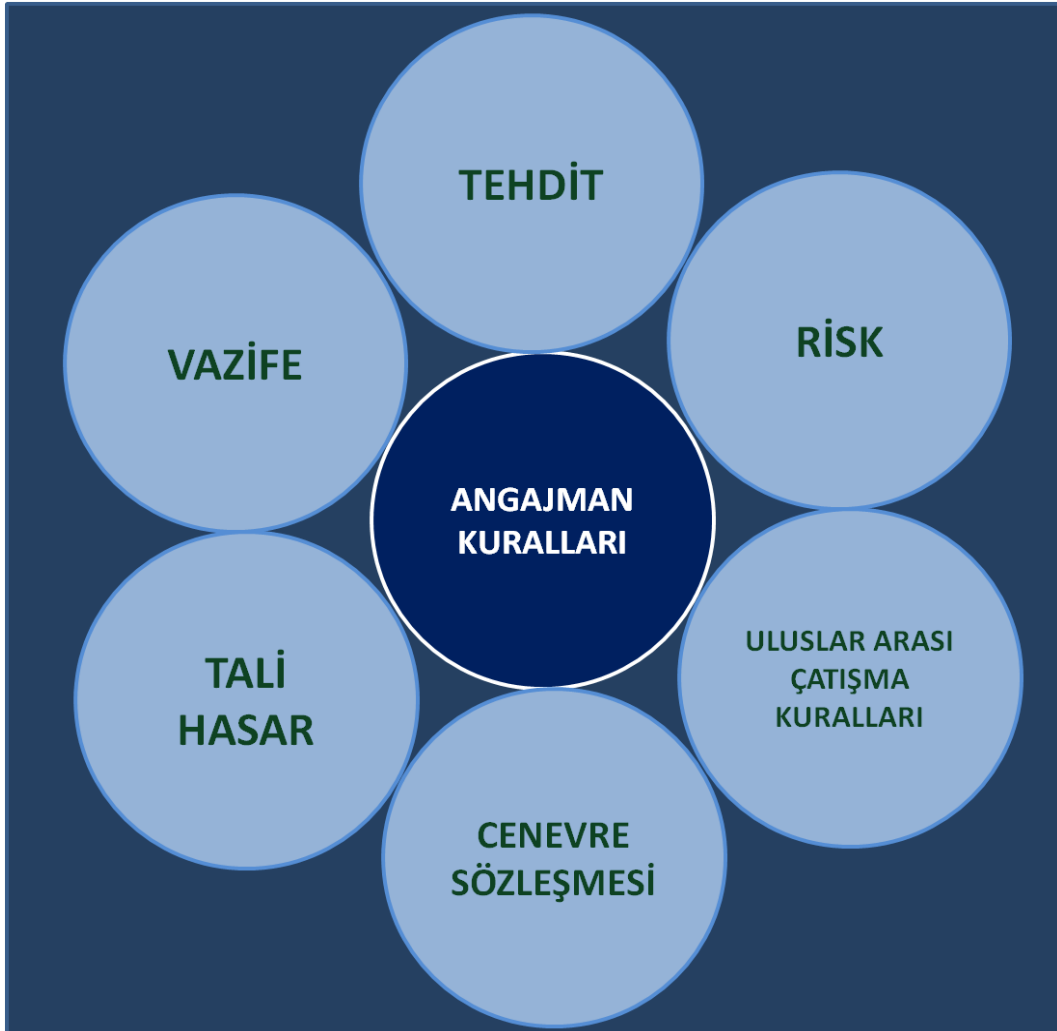 TEHDİT
RİSK
VAZİFE
ANGAJMAN
KURALLARI
ULUSLAR ARASI
ÇATIŞMA
KURALLARI
TALİ
HASAR
CENEVRE
SÖZLEŞMESİ